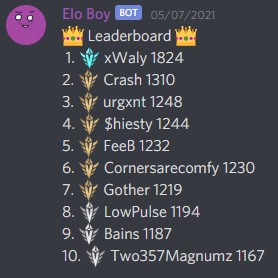 Elo Boy BOT 05/07/2021
Leaderboard
1. xWaly 1824
2. Crash 1310
3. urgxnt 1248
4. $hiesty 1244
5. FeeB 1232
6. Cornersarecomfy 1230
7. Gother 1219
8. LowPulse 1194
9. Bains 1187
10. Two357Magnumz 1167